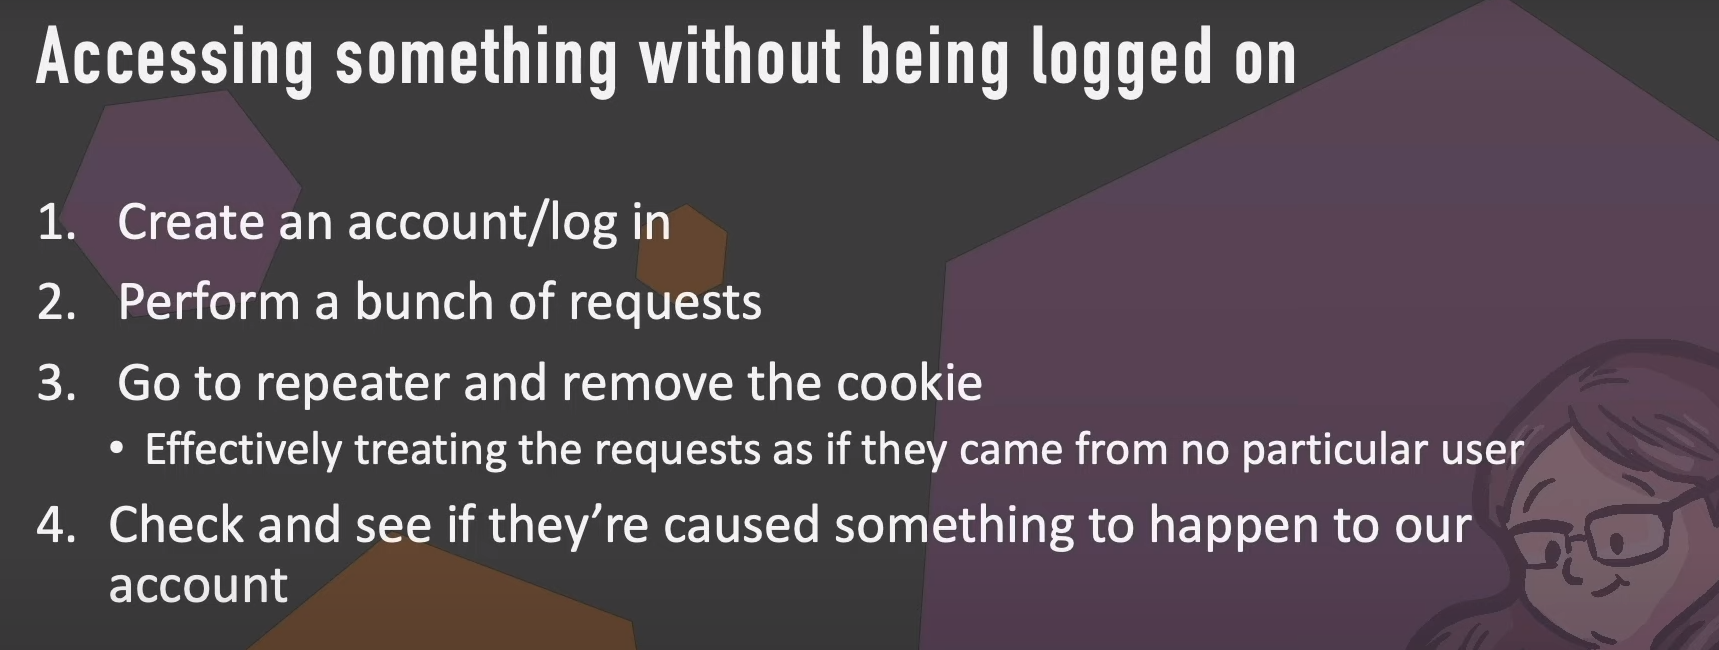 Accessing something without being logged on
1. Create an account/log in
2. Perform a bunch of requests
3. Go to repeater and remove the cookie
• Effectively treating the requests as if they came from no particular user
4. Check and see if they’re caused something to happen to our
account